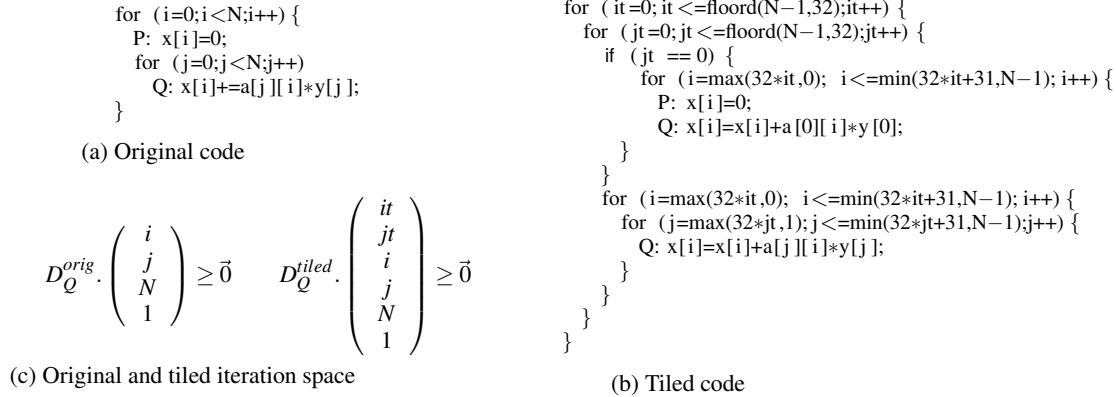 for (i=0;i<N;i++) {
P: x[i]=0;
for (j=0;j<N;j++)
Q: x[i]+=a[j][i]∗y[j];
}
(a) Original code
D_Q^{orig}. ( i j N 1 ) ≥ 0⃗ D_Q^{tiled}. ( it jt i j N 1 ) ≥ 0⃗
(c) Original and tiled iteration space
for (it=0; it<=floord(N−1,32);it++) {
for (jt=0; jt<=floord(N−1,32);jt++) {
if (jt == 0) {
for (i=max(32∗it,0); i<=min(32∗it+31,N−1); i++) {
P: x[i]=0;
Q: x[i]=x[i]+a[0][i]∗y[0];
}
}
for (i=max(32∗it,0); i<=min(32∗it+31,N−1); i++) {
for (j=max(32∗jt,1); j<=min(32∗jt+31,N−1);j++) {
Q: x[i]=x[i]+a[j][i]∗y[j];
}
}
}
}
(b) Tiled code